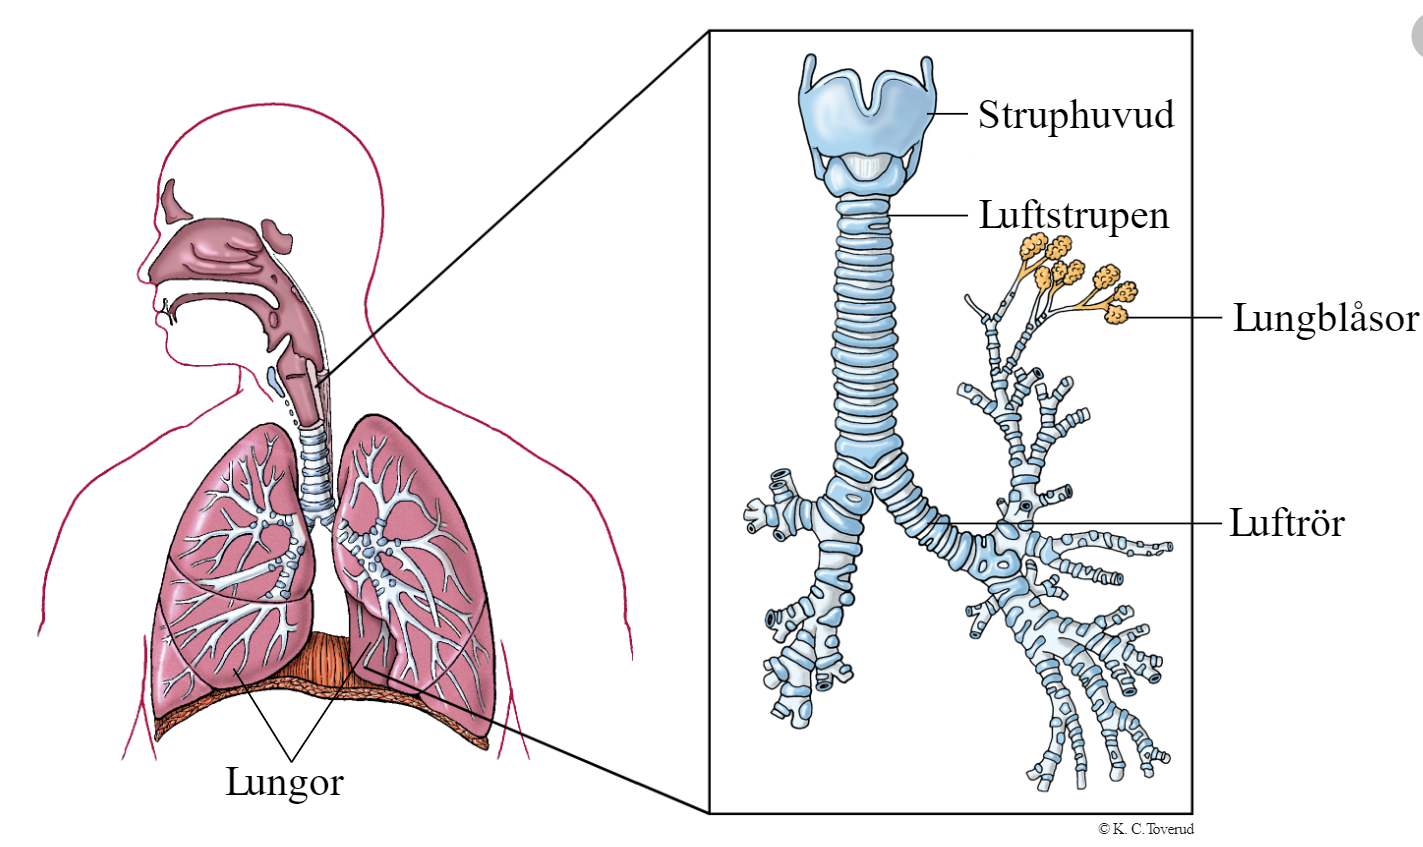 Struphuvud
Luftstrupen
Lungblåsor
Luftrör
Lungor
© K. C. Toverud